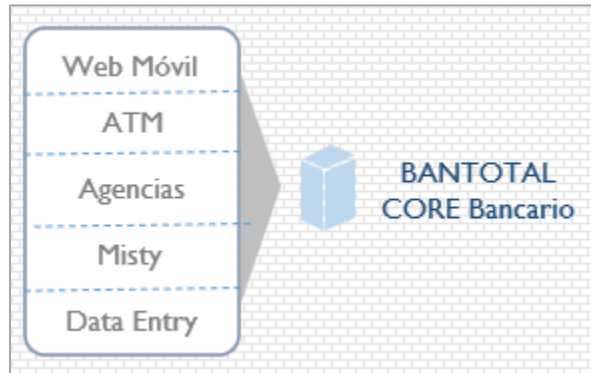 Web Móvil
ATM
Agencias
Misty
Data Entry
BANTOTAL
CORE Bancario